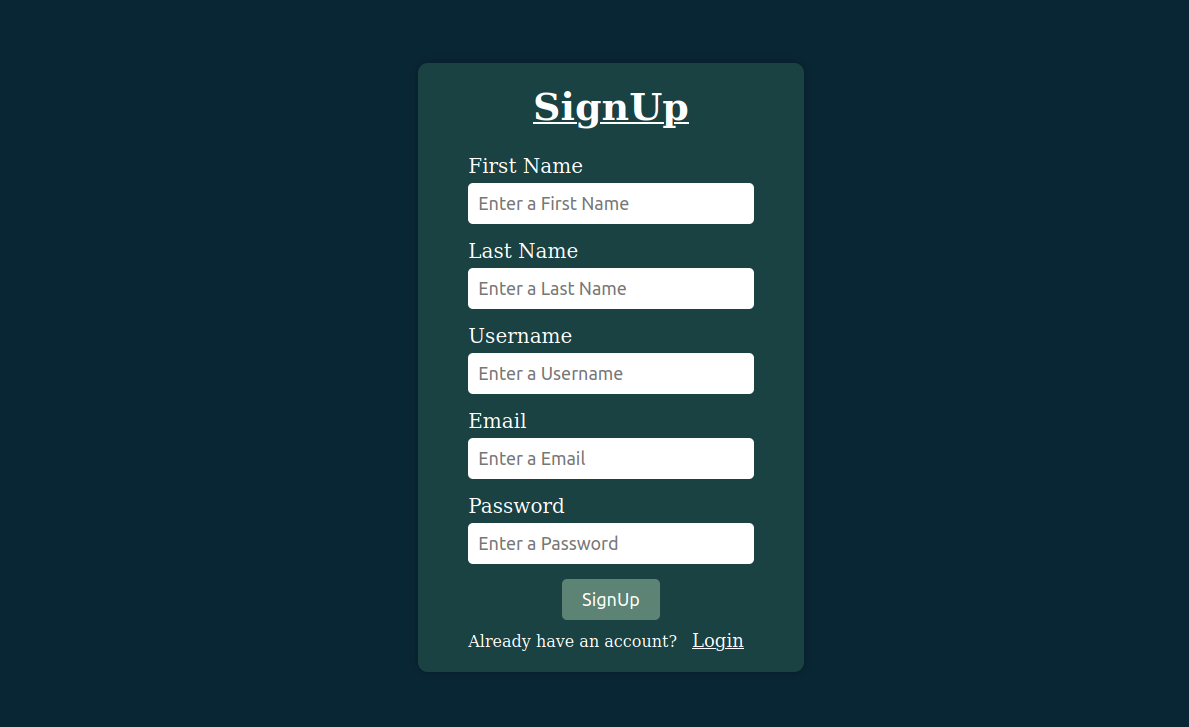 SignUp
First Name
Enter a First Name
Last Name
Enter a Last Name
Username
Enter a Username
Email
Enter a Email
Password
Enter a Password
SignUp
Already have an account? Login